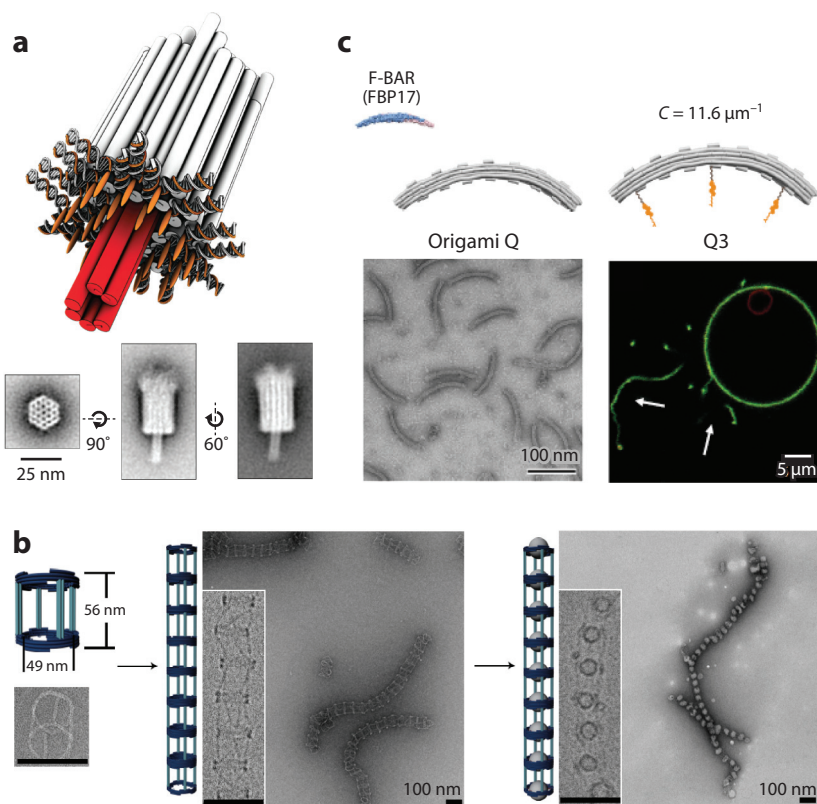 a
90°
60°
25 nm
c
F-BAR
(FBP17)
C = 11.6 µm⁻¹
Origami Q
Q3
100 nm
5 µm
b
56 nm
49 nm
100 nm
100 nm